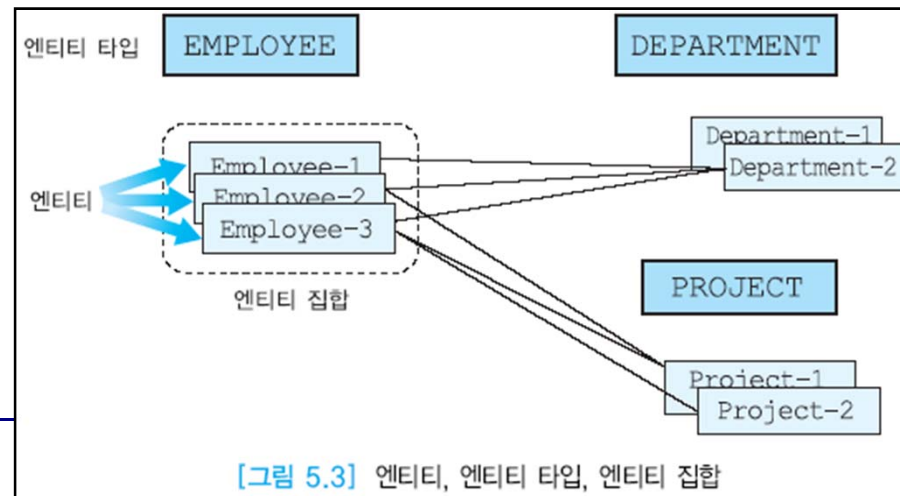 엔티티 타입 EMPLOYEE DEPARTMENT
Employee-1 Department-1
Employee-2 Department-2
엔티티 Employee-3
엔티티 집합 PROJECT
Project-1
Project-2
[그림 5.3] 엔티티, 엔티티 타입, 엔티티 집합